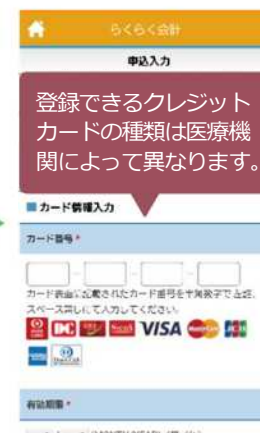 らくらく会計
申込入力
登録できるクレジット
カードの種類は医療機
関によって異なります。
カード情報入力
カード番号*
カード表面に記載されたカード番号を半角数字で左詰、
スペース無しにて入力してください。
VISA JCB
有効期限*